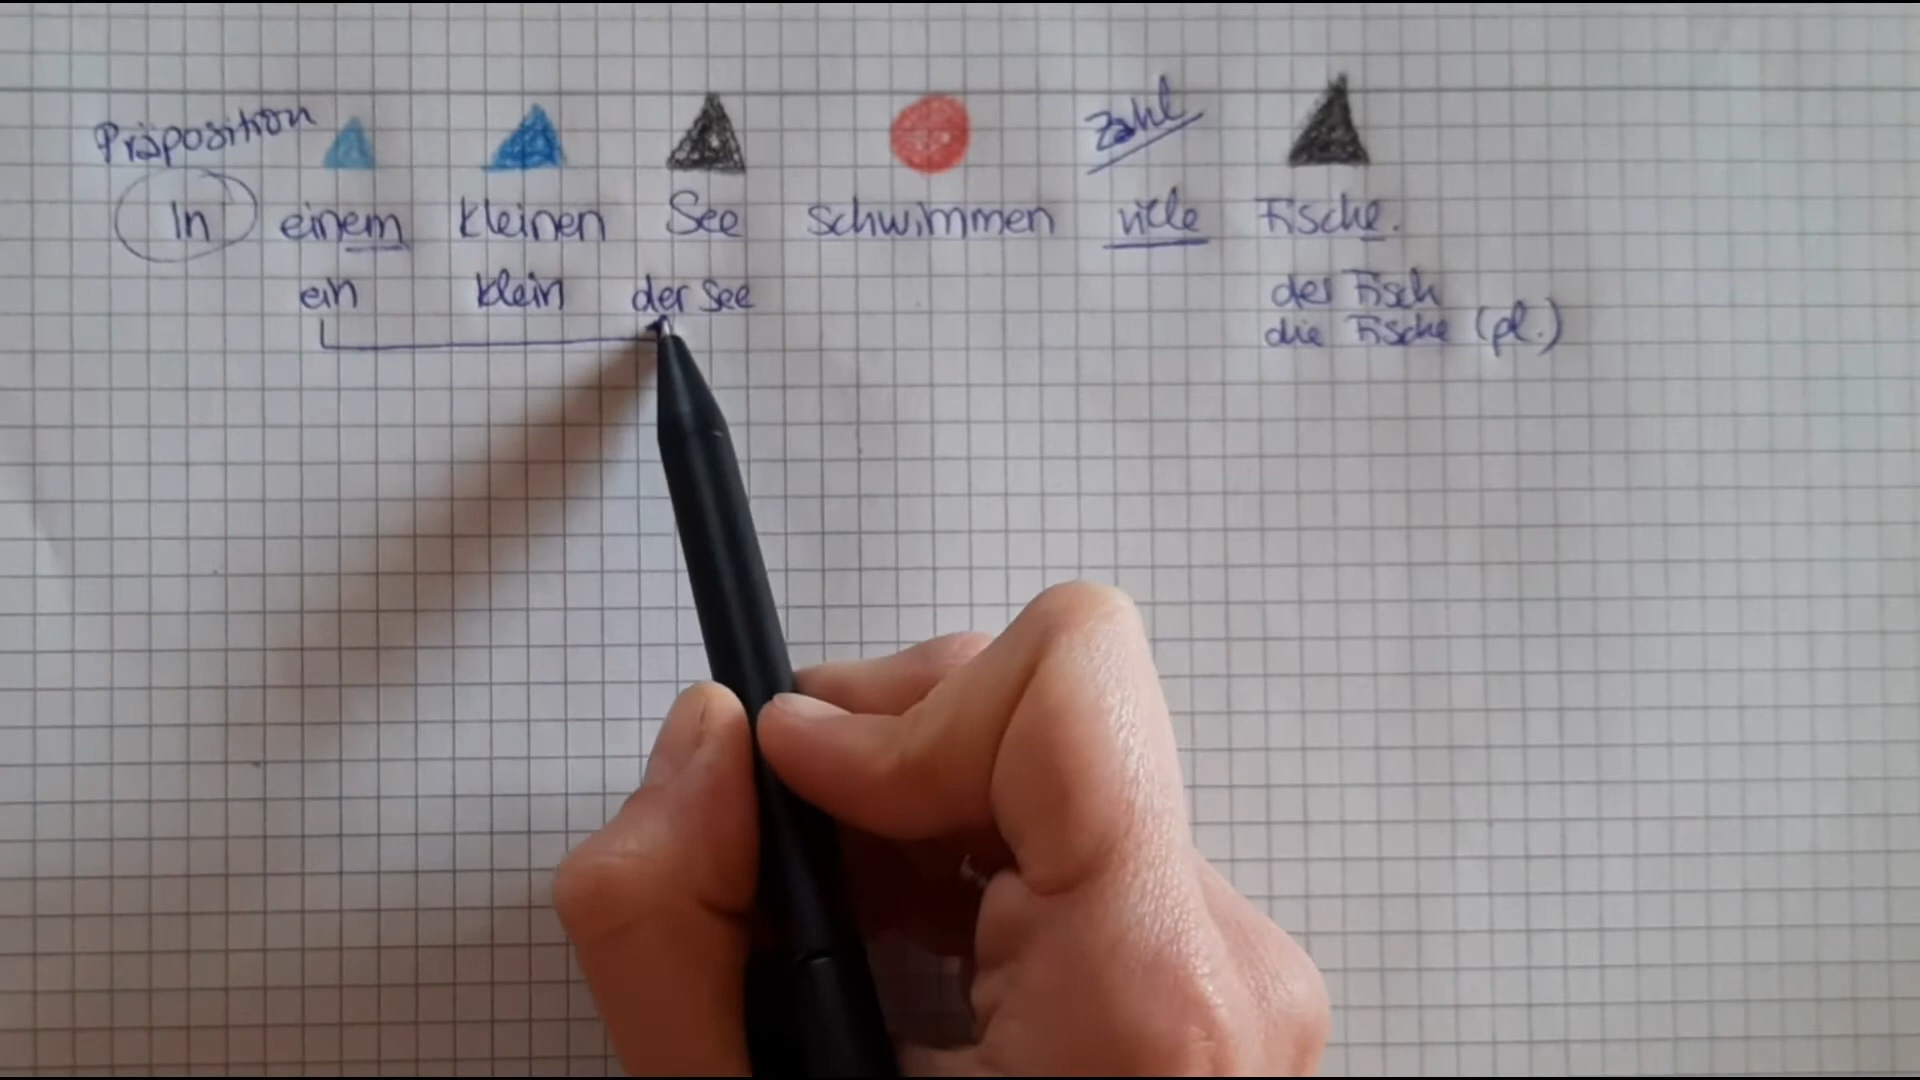 Präposition Zahl
In einem kleinen See schwimmen viele Fische.
ein klein der See der Fisch
die Fische (pl.)